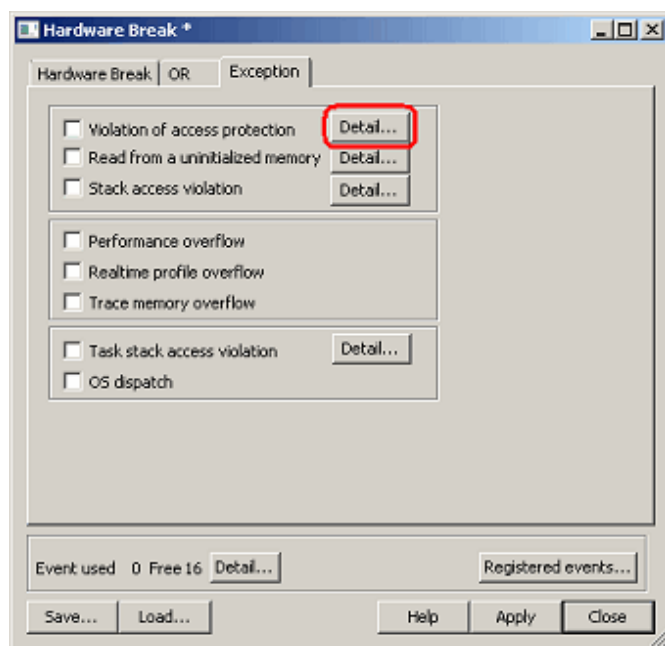 Hardware Break *
Hardware Break OR Exception
Violation of access protection Detail...
Read from a uninitialized memory Detail...
Stack access violation Detail...
Performance overflow
Realtime profile overflow
Trace memory overflow
Task stack access violation Detail...
OS dispatch
Event used 0 Free 16 Detail... Registered events...
Save... Load... Help Apply Close